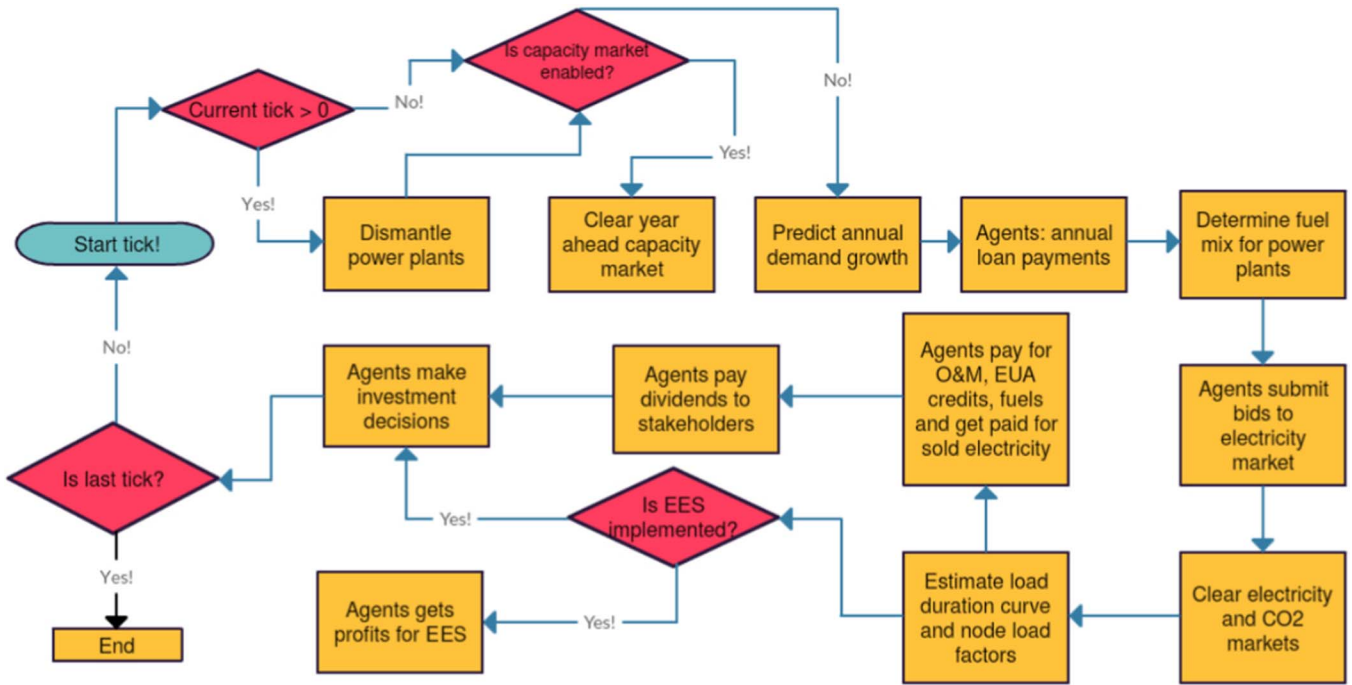 Is capacity market
enabled?
No!
Current tick > 0
No!
Yes!
Yes!
Start tick!
Dismantle
power plants
Clear year
ahead capacity
market
Predict annual
demand growth
Agents: annual
loan payments
Determine fuel
mix for power
plants
No!
Agents make
investment
decisions
Agents pay
dividends to
stakeholders
Agents pay for
O&M, EUA
credits, fuels
and get paid for
sold electricity
Agents submit
bids to
electricity
market
Is last tick?
Yes!
Is EES
implemented?
Yes!
End
Agents gets
profits for EES
Yes!
Estimate load
duration curve
and node load
factors
Clear electricity
and CO2
markets